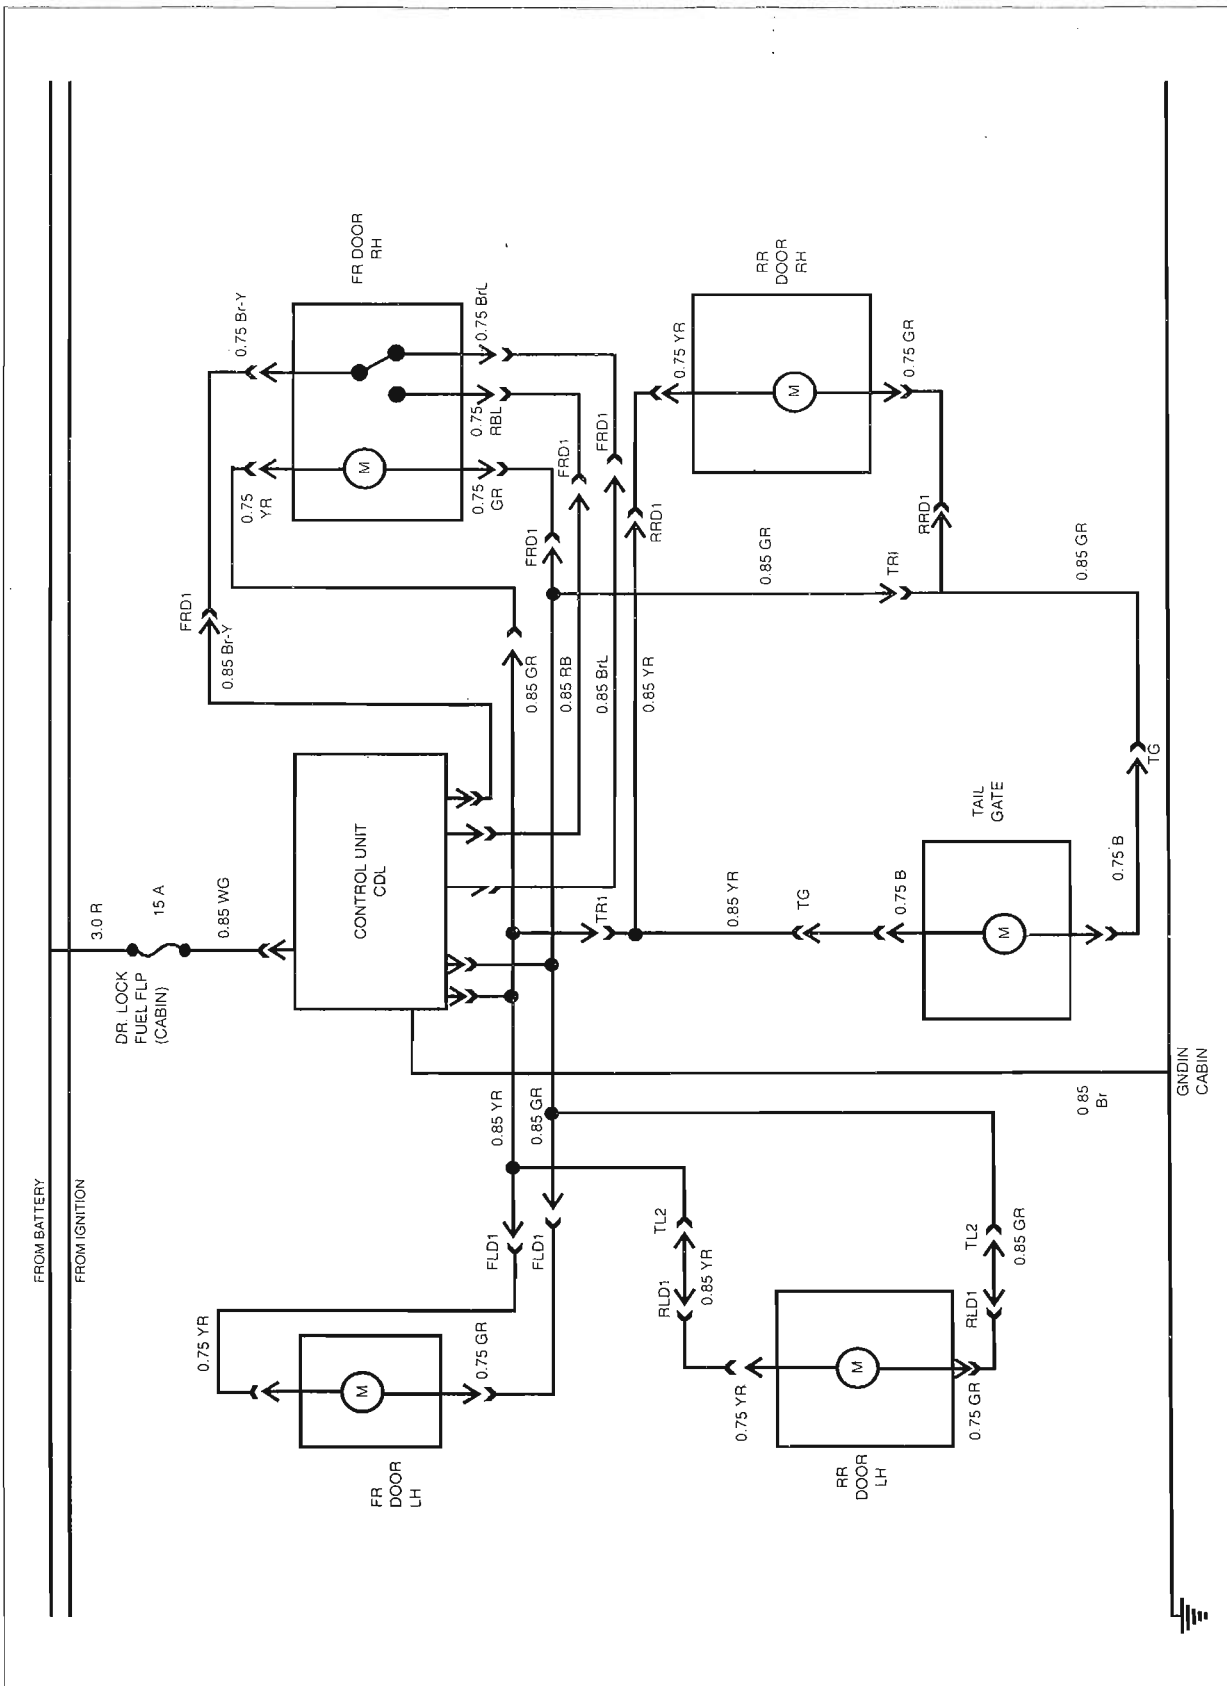 FROM BATTERY
FROM IGNITION
3.0 R
15 A
0.85 WG
DR. LOCK
FUEL FLP
(CABIN)
CONTROL UNIT
CDL
FRD1
0.85 Br-Y
0.75 Br-Y
FR DOOR
RH
0.75
YR
M
0.75
GR
0.75
RBL
0.75 BrL
FRD1
FRD1
FRD1
0.75 YR
FR
DOOR
LH
M
0.75 GR
FLD1
FLD1
0.85 YR
0.85 GR
0.85 GR
0.85 RB
0.85 BrL
0.85 YR
TR1
RRD1
0.75 YR
RR
DOOR
RH
M
0.75 GR
RRD1
0.85 GR
TRI
0.85 GR
TL2
RLD1
0.85 YR
0.75 YR
RR
DOOR
LH
M
0.75 GR
RLD1
TL2
0.85 GR
0.85 YR
TG
0.75 B
TAIL
GATE
M
0.75 B
TG
0 85
Br
GNDIN
CABIN